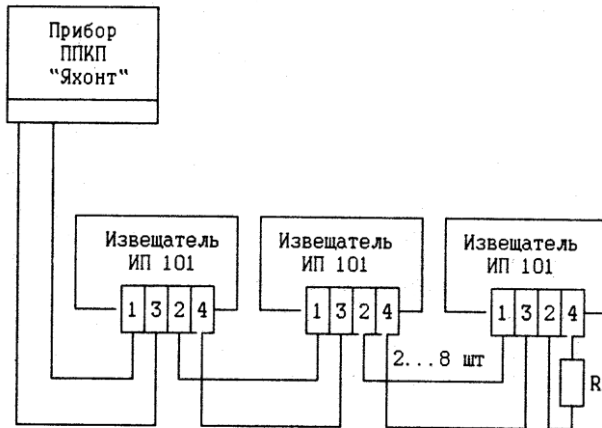 Прибор
ППКП
"Яхонт"
Извещатель
ИП 101
1 3 2 4
Извещатель
ИП 101
1 3 2 4
Извещатель
ИП 101
1 3 2 4
2...8 шт
R